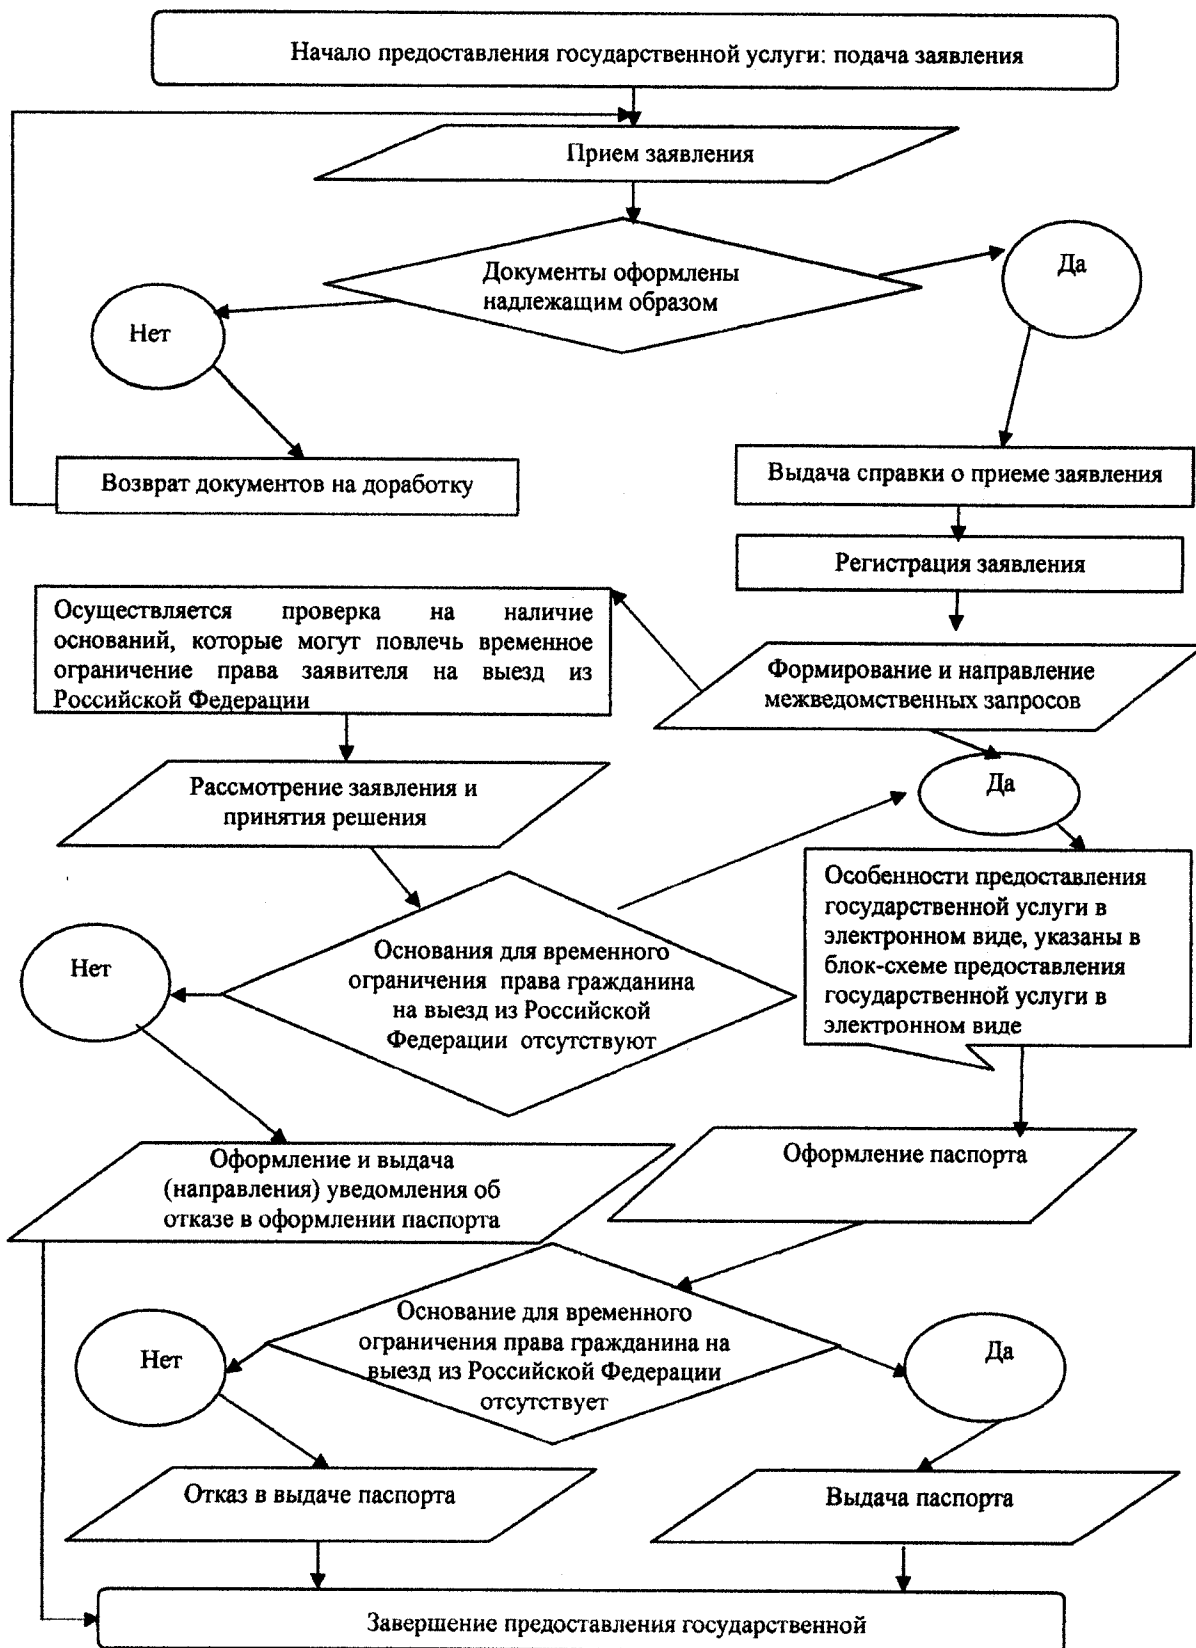 Начало предоставления государственной услуги: подача заявления
Прием заявления
Документы оформлены
надлежащим образом
Да
Нет
Возврат документов на доработку
Выдача справки о приеме заявления
Регистрация заявления
Осуществляется проверка на наличие
оснований, которые могут повлечь временное
ограничение права заявителя на выезд из
Российской Федерации
Формирование и направление
межведомственных запросов
Рассмотрение заявления и
принятия решения
Да
Особенности предоставления
государственной услуги в
электронном виде, указаны в
блок-схеме предоставления
государственной услуги в
электронном виде
Основания для временного
ограничения права гражданина
на выезд из Российской
Федерации отсутствуют
Нет
Оформление и выдача
(направления) уведомления об
отказе в оформлении паспорта
Оформление паспорта
Основание для временного
ограничения права гражданина на
выезд из Российской Федерации
отсутствует
Нет
Да
Отказ в выдаче паспорта
Выдача паспорта
Завершение предоставления государственной